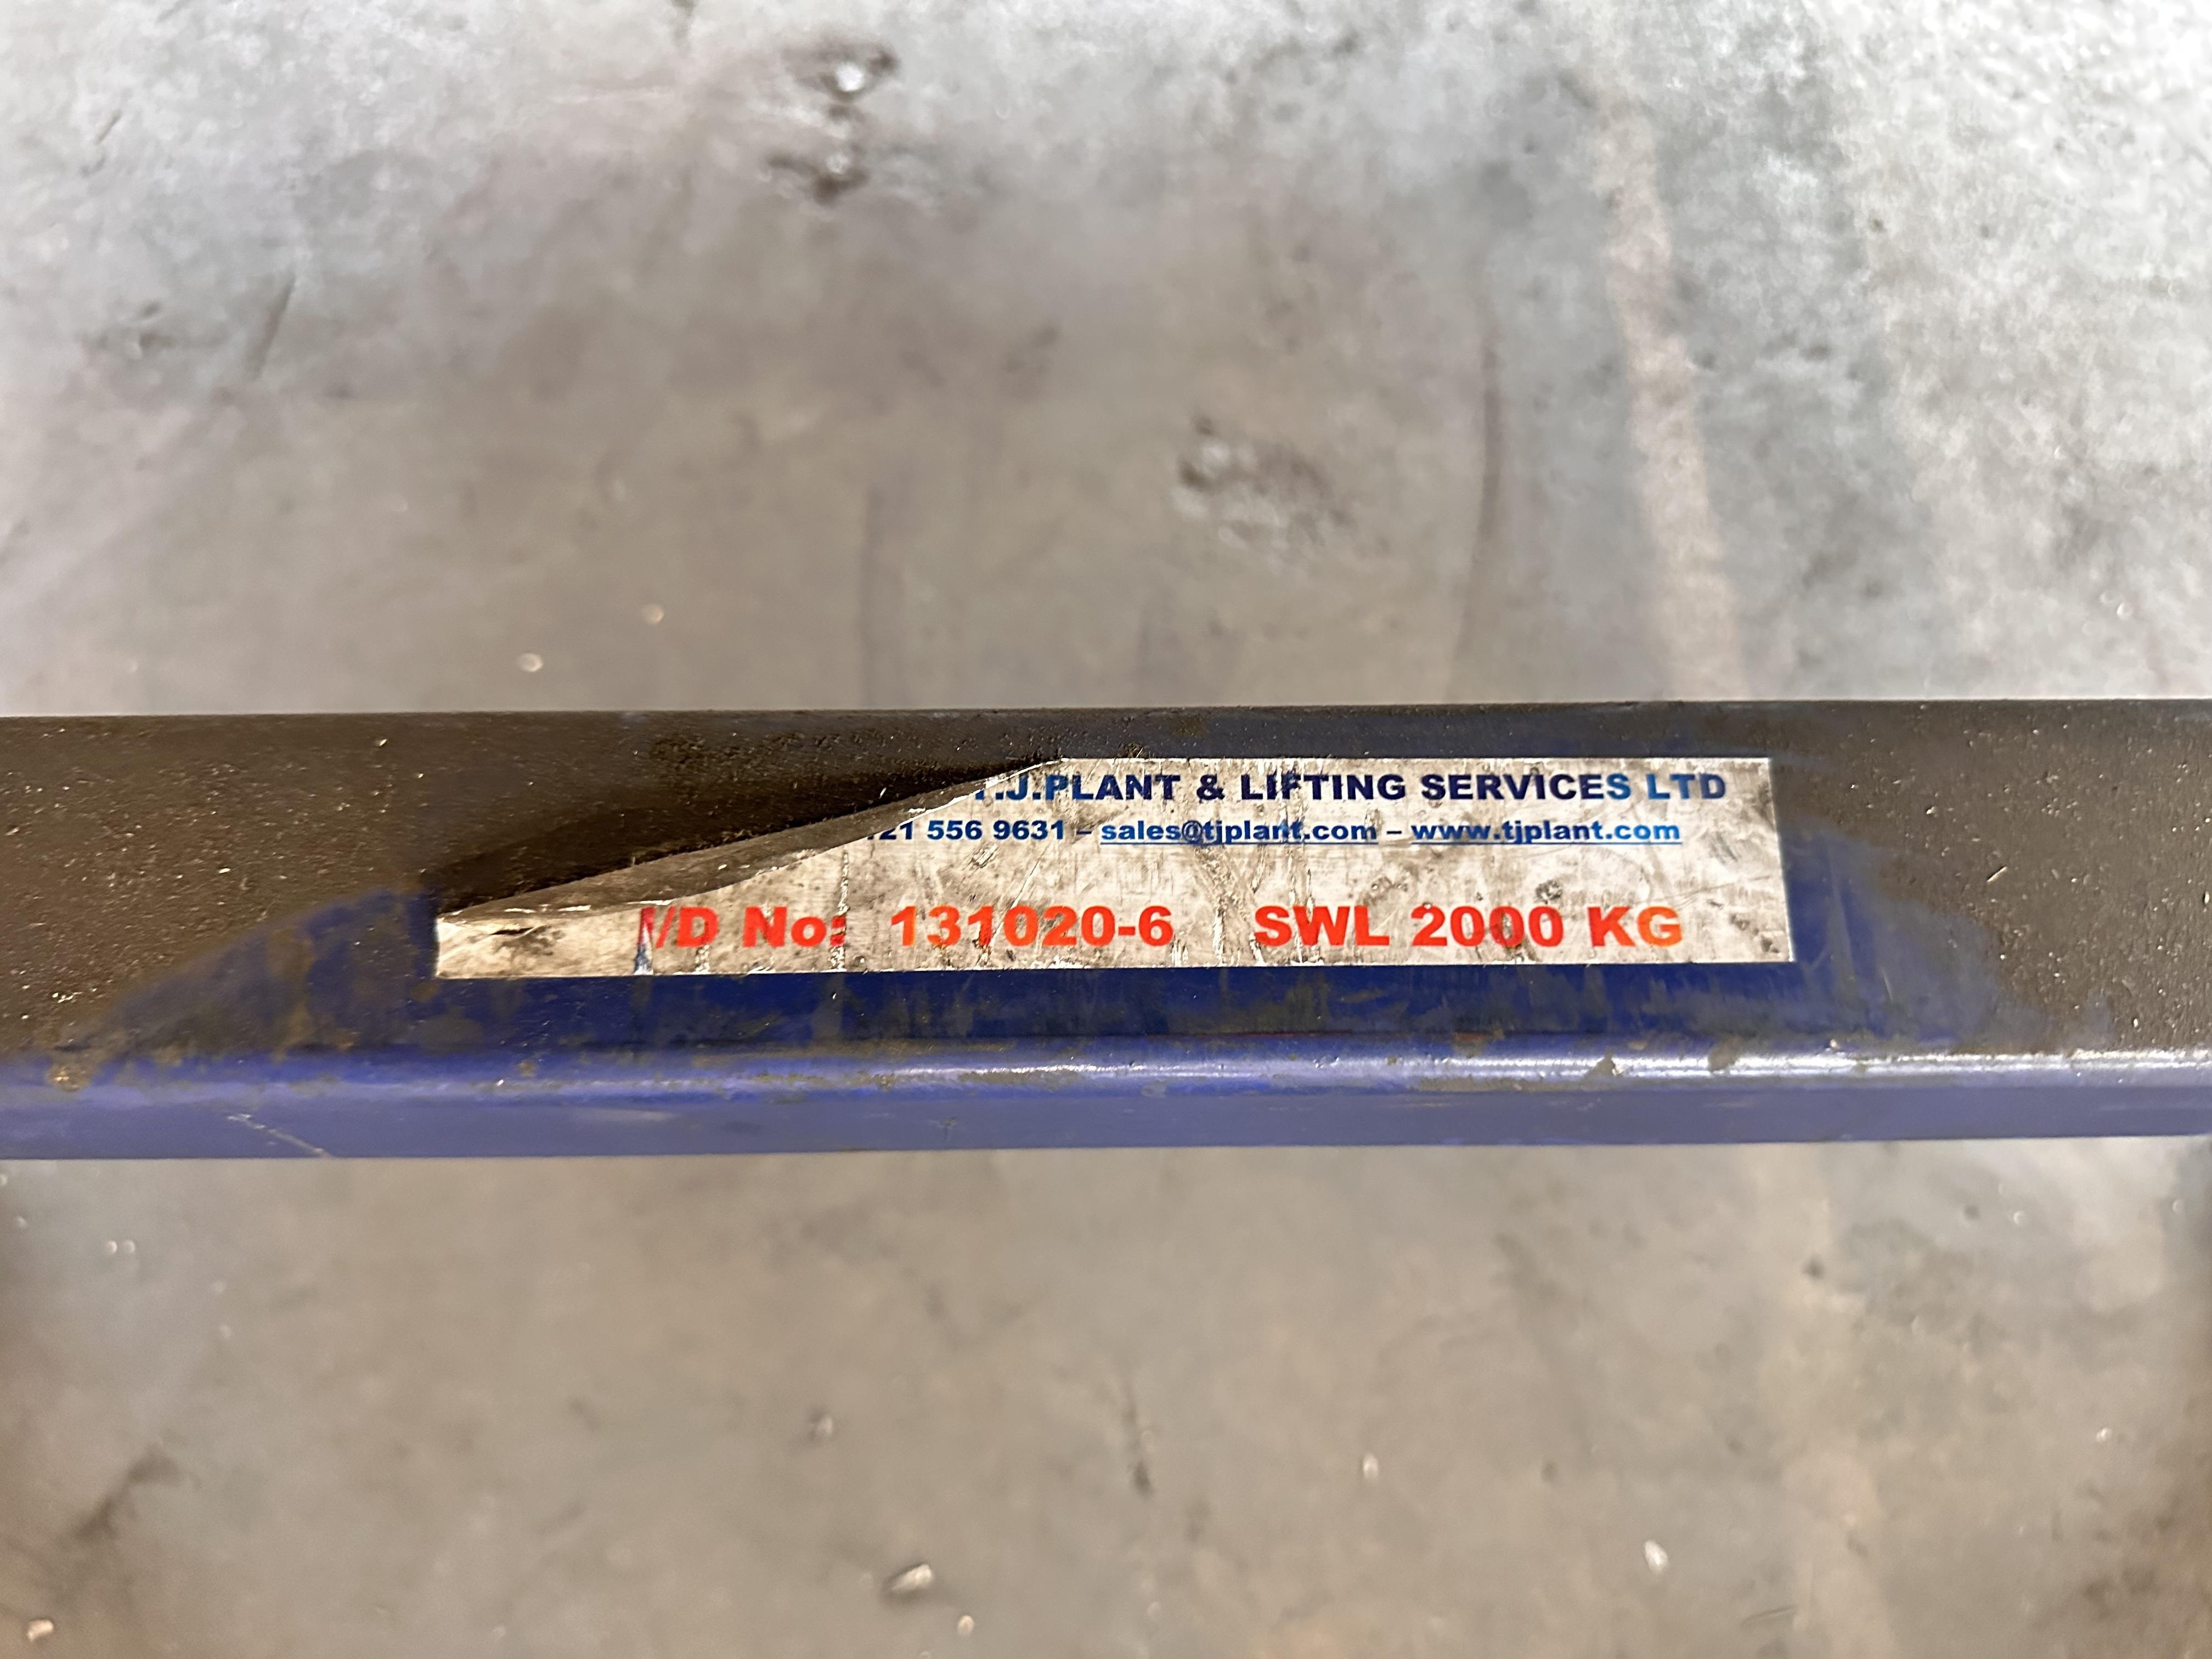 .J.PLANT & LIFTING SERVICES LTD
21 556 9631 – sales@tjplant.com – www.tjplant.com
I/D No: 131020-6 SWL 2000 KG